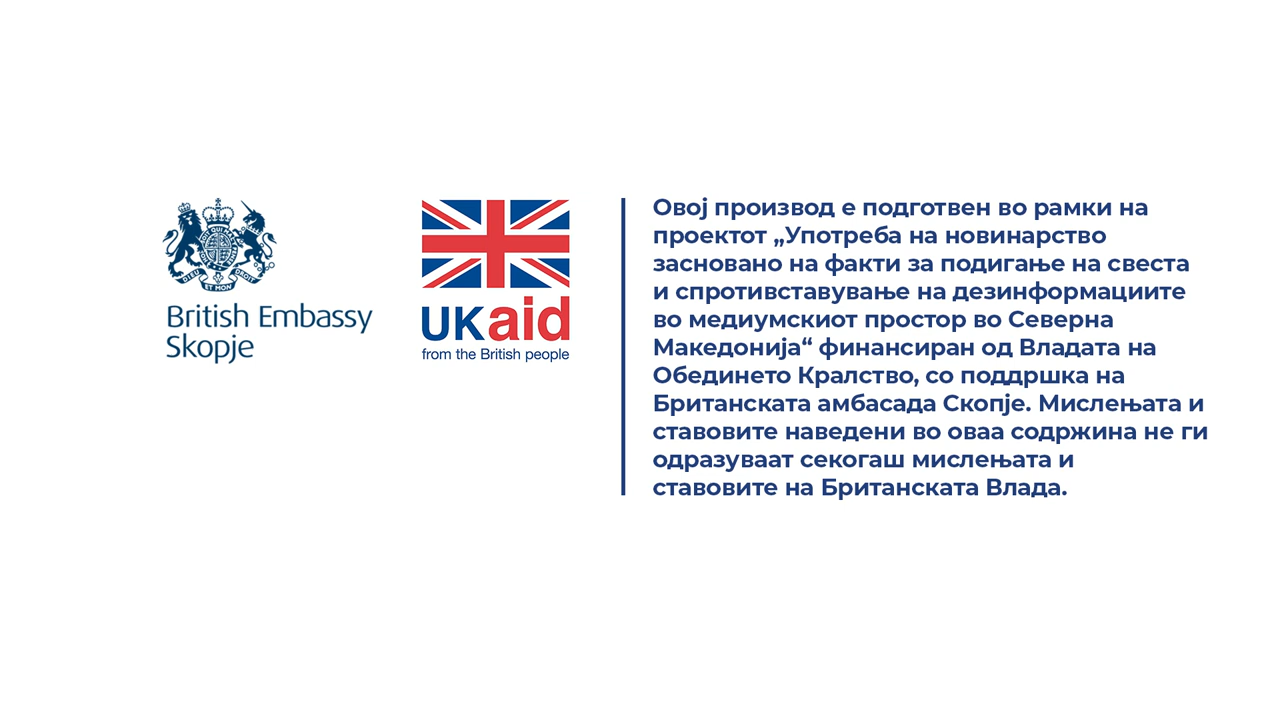 British Embassy
Skopje
UKaid
from the British people
Овој производ е подготвен во рамки на
проектот „Употреба на новинарство
засновано на факти за подигање на свеста
и спротивставување на дезинформациите
во медиумскиот простор во Северна
Македонија“ финансиран од Владата на
Обединето Кралство, со поддршка на
Британската амбасада Скопје. Мислењата и
ставовите наведени во оваа содржина не ги
одразуваат секогаш мислењата и
ставовите на Британската Влада.